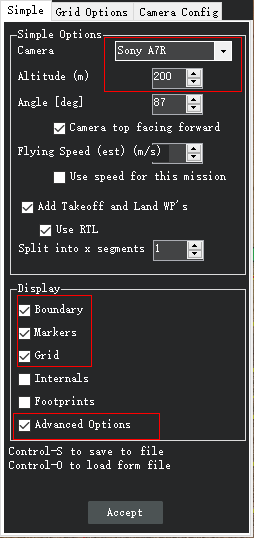 Simple Grid Options Camera Config
Simple Options
Camera Sony A7R
Altitude (m) 200
Angle [deg] 87
Camera top facing forward
Flying Speed (est) (m/s)
Use speed for this mission
Add Takeoff and Land WP's
Use RTL
Split into x segments 1
Display
Boundary
Markers
Grid
Internals
Footprints
Advanced Options
Control-S to save to file
Control-O to load form file
Accept